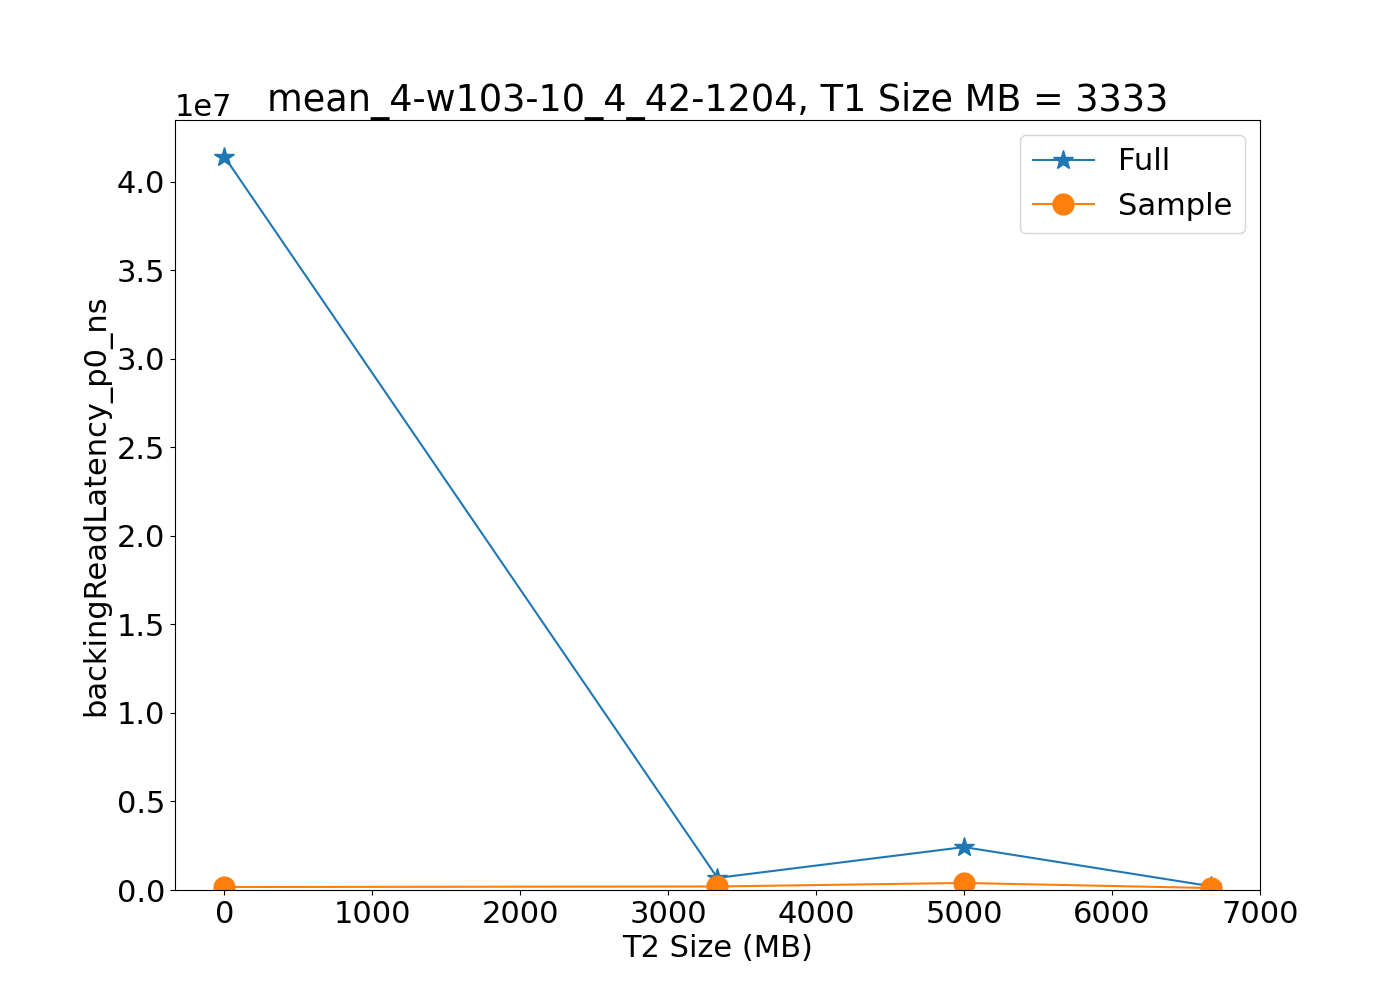 mean_4-w103-10_4_42-1204, T1 Size MB = 3333
1e7
Full
Sample
backingReadLatency_p0_ns
4.0
3.5
3.0
2.5
2.0
1.5
1.0
0.5
0.0
0 1000 2000 3000 4000 5000 6000 7000
T2 Size (MB)